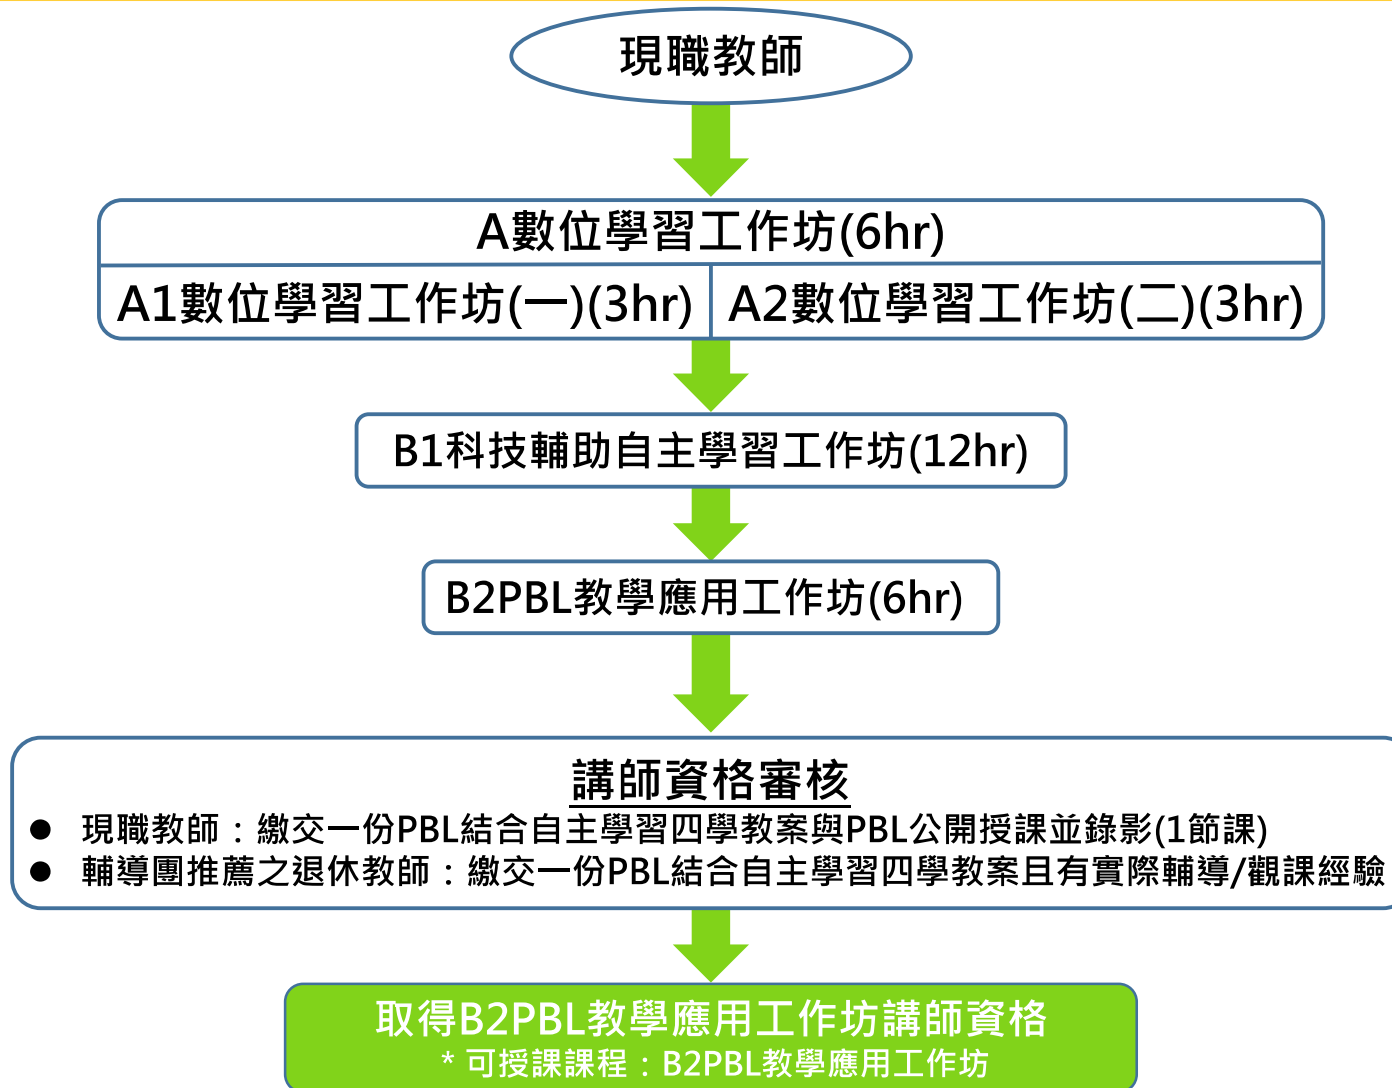 現職教師
A數位學習工作坊(6hr)
A1數位學習工作坊(一)(3hr)
A2數位學習工作坊(二)(3hr)
B1科技輔助自主學習工作坊(12hr)
B2PBL教學應用工作坊(6hr)
講師資格審核
● 現職教師：繳交一份PBL結合自主學習四學教案與PBL公開授課並錄影(1節課)
● 輔導團推薦之退休教師：繳交一份PBL結合自主學習四學教案且有實際輔導/觀課經驗
取得B2PBL教學應用工作坊講師資格
* 可授課課程：B2PBL教學應用工作坊